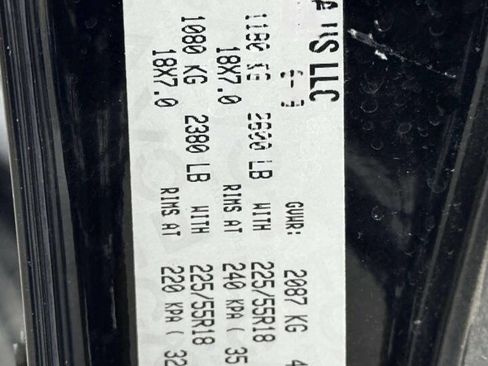 A US LLC
GVWR: 2087 KG 4
1180 KG 2600 LB WITH 225/55R18
18X7.0 RIMS AT 240 KPA ( 35
1080 KG 2380 LB WITH 225/55R18
18X7.0 RIMS AT 220 KPA ( 32